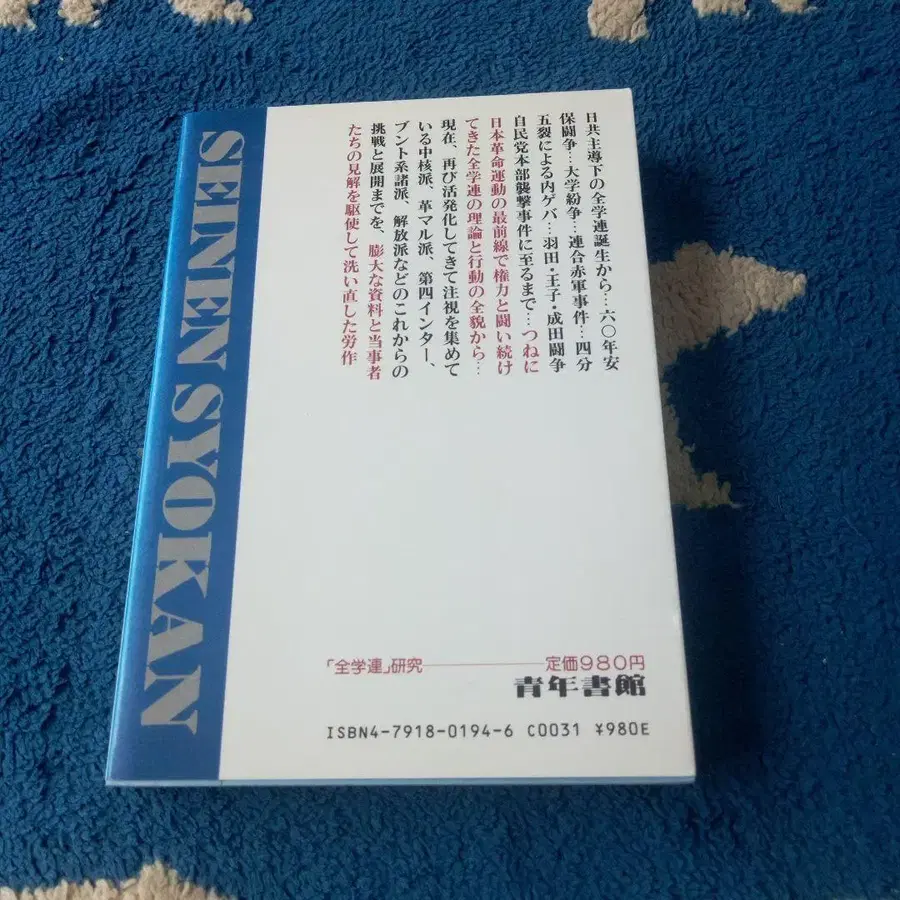 日共主導下の全学連誕生から…六〇年安
保闘争…大学紛争…連合赤軍事件…四分
五裂による内ゲバ…羽田・王子・成田闘争
自民党本部襲撃事件に至るまで…つねに
日本革命運動の最前線で権力と闘い続け
てきた全学連の理論と行動の全貌から…
現在、再び活発化してきて注視を集めて
いる中核派、革マル派、第四インター、
ブント系諸派、解放派などのこれからの
挑戦と展開までを、膨大な資料と当事者
たちの見解を駆使して洗い直した労作
SEINEN SYOKAN
「全学連」研究 定価980円
青年書館
ISBN4-7918-0194-6 C0031 ¥980E